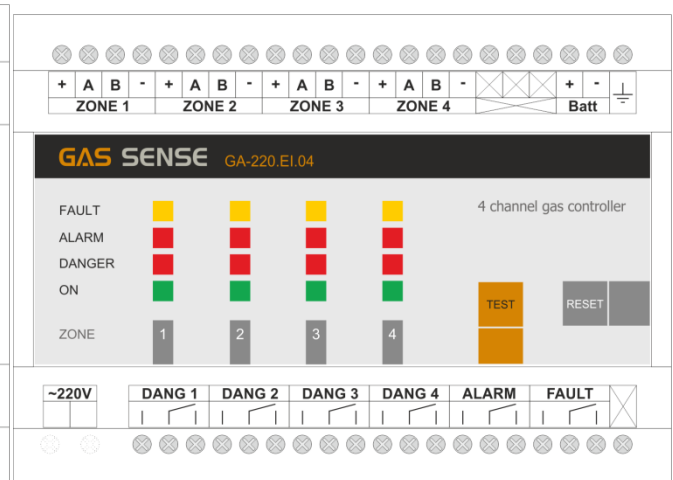 + A B - + A B - + A B - + A B - + -
ZONE 1 ZONE 2 ZONE 3 ZONE 4 Batt
GAS SENSE GA-220.EI.04
4 channel gas controller
FAULT
ALARM
DANGER
ON
TEST RESET
ZONE 1 2 3 4
~220V DANG 1 DANG 2 DANG 3 DANG 4 ALARM FAULT